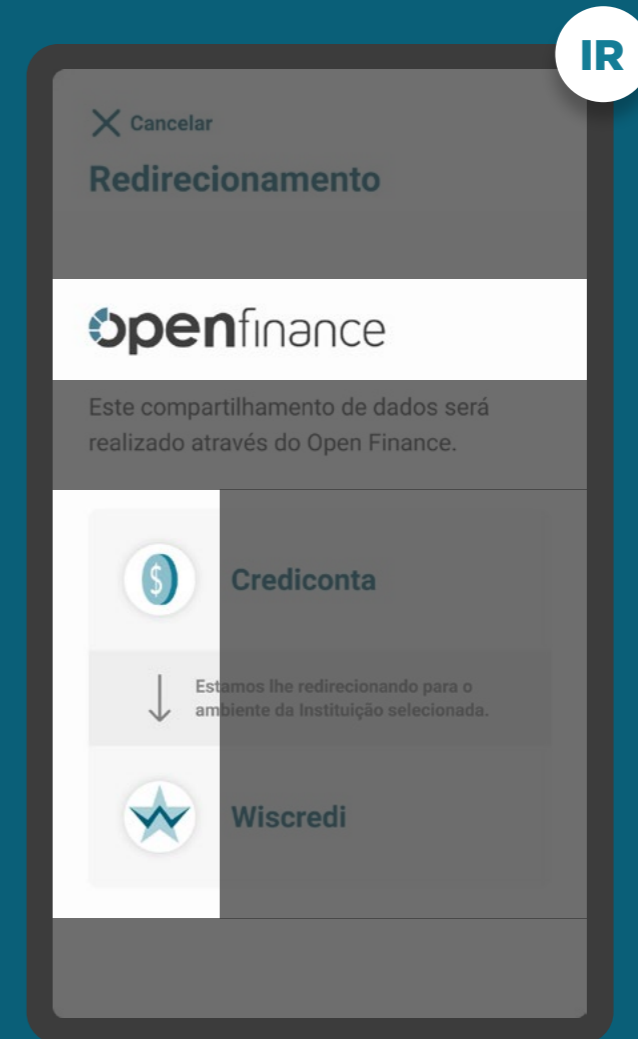 IR
Cancelar
Redirecionamento
openfinance
Este compartilhamento de dados será
realizado através do Open Finance.
$
Crediconta
Estamos lhe redirecionando para o
ambiente da Instituição selecionada.
Wiscredi